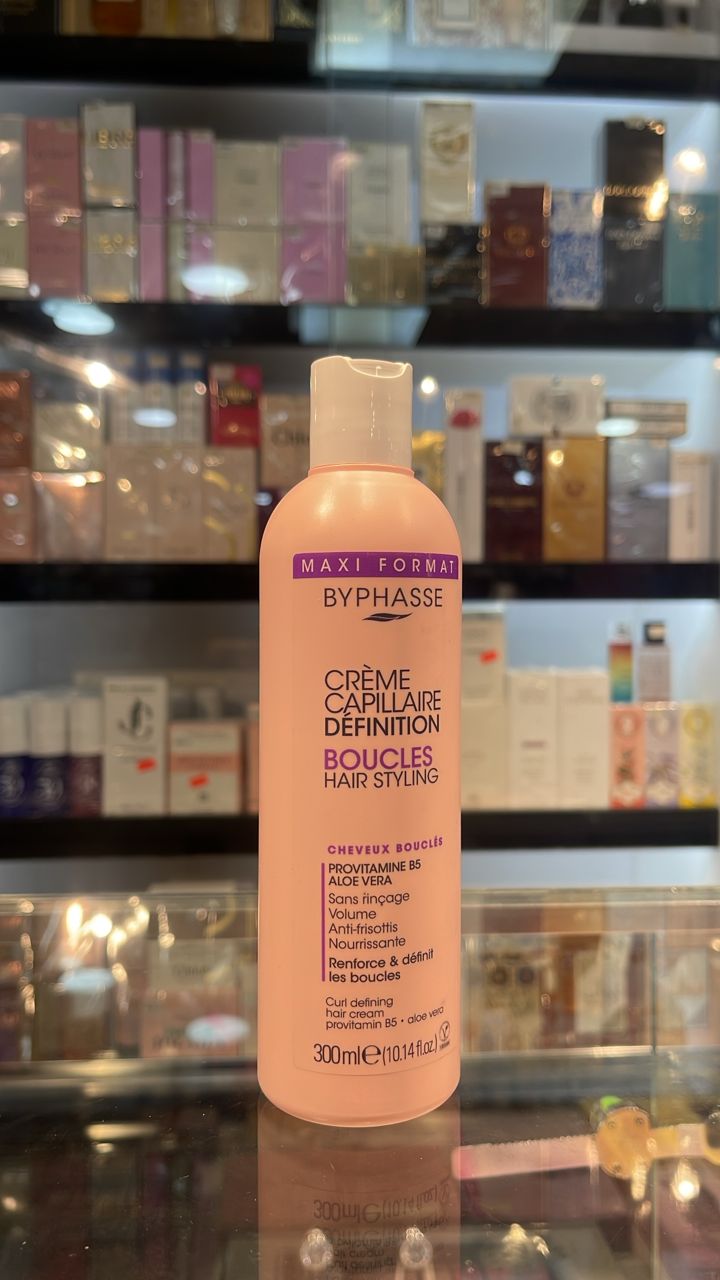 MAXI FORMAT
BYPHASSE
CRÈME
CAPILLAIRE
DÉFINITION
BOUCLES
HAIR STYLING
CHEVEUX BOUCLÉS
PROVITAMINE B5
ALOE VERA
Sans rinçage
Volume
Anti-frisottis
Nourrissante
Renforce & définit
les boucles
Curl defining
hair cream
provitamin B5 • aloe vera
300ml℮(10.14 fl.oz.)